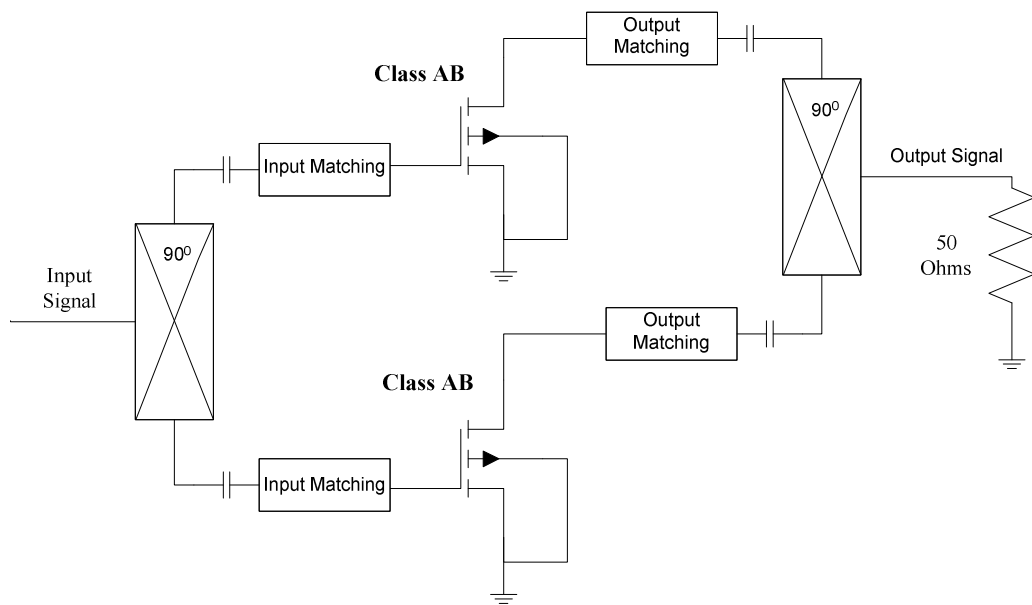 Output
Matching
Class AB
90⁰
Input Matching
Output Signal
90⁰
50
Ohms
Input
Signal
Output
Matching
Class AB
Input Matching